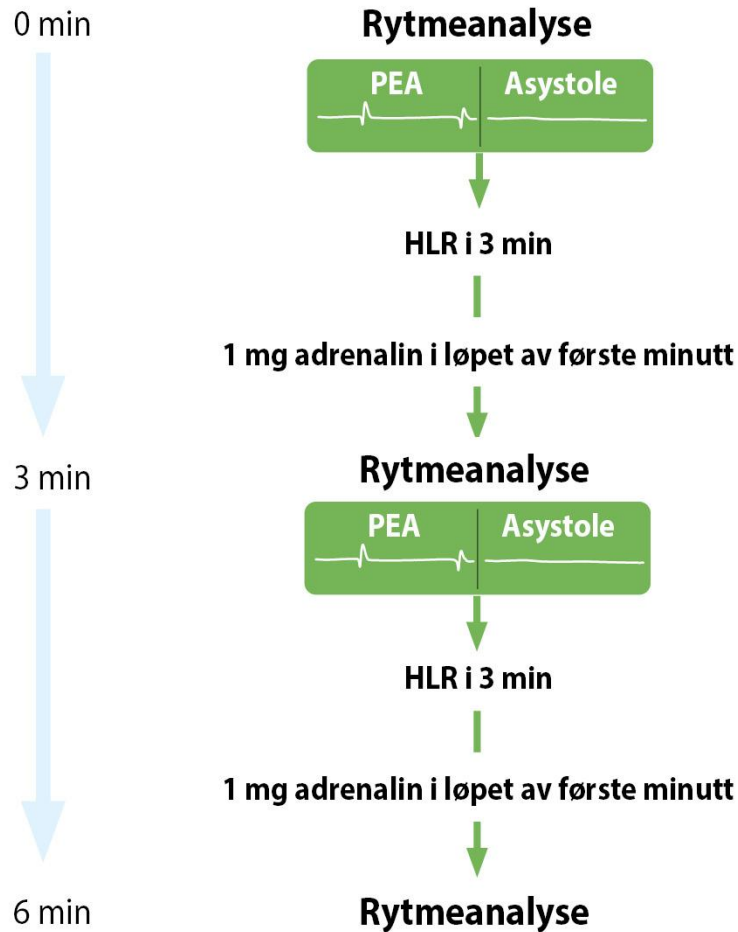 0 min
Rytmeanalyse
PEA
Asystole
HLR i 3 min
1 mg adrenalin i løpet av første minutt
3 min
Rytmeanalyse
PEA
Asystole
HLR i 3 min
1 mg adrenalin i løpet av første minutt
6 min
Rytmeanalyse